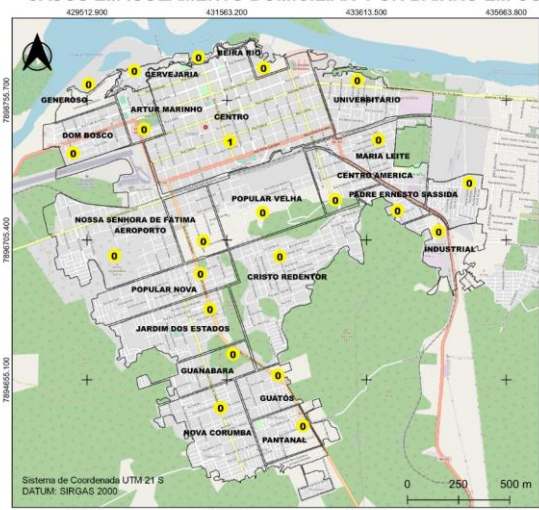 429512.900 431563.200 433613.500 435663.800
BEIRA RIO
CERVEJARIA
0 0 0 0
GENEROSO
UNIVERSITÁRIO
0
7898755.700
ARTUR MARINHO
CENTRO
DOM BOSCO
0 0 1 0
MARIA LEITE
CENTRO AMERICA
POPULAR VELHA
PADRE ERNESTO SASSIDA
0 0 0 0
NOSSA SENHORA DE FATIMA
AEROPORTO
0 0 0 0
INDUSTRIAL
7896705.400
CRISTO REDENTOR
POPULAR NOVA
0
JARDIM DOS ESTADOS
0
GUANABARA
0
7894655.100
GUATÓS
0
NOVA CORUMBA
0
PANTANAL
0
Sistema de Coordenada UTM 21 S
DATUM: SIRGAS 2000
0 250 500 m